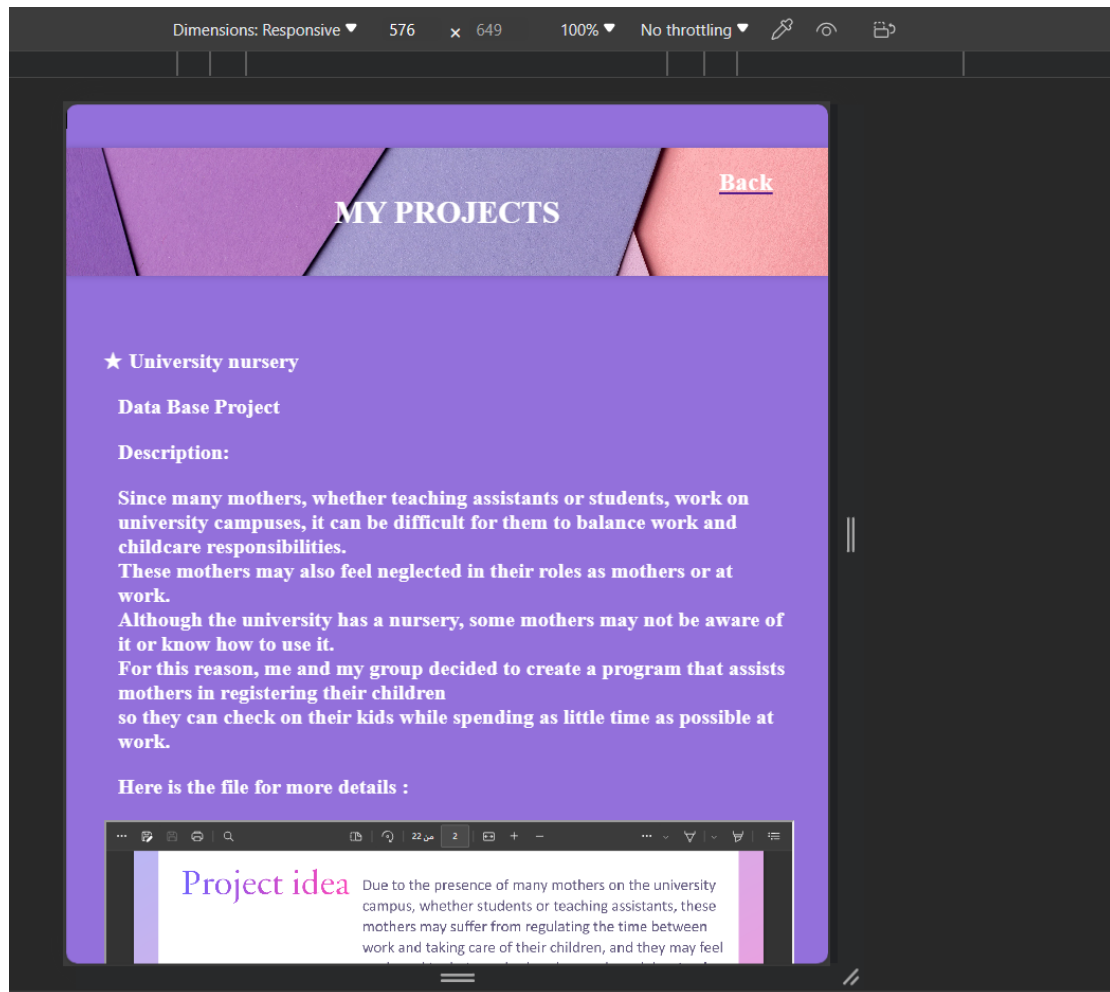 Dimensions: Responsive 576 × 649 100% No throttling
Back
MY PROJECTS
★ University nursery
Data Base Project
Description:
Since many mothers, whether teaching assistants or students, work on
university campuses, it can be difficult for them to balance work and
childcare responsibilities.
These mothers may also feel neglected in their roles as mothers or at
work.
Although the university has a nursery, some mothers may not be aware of
it or know how to use it.
For this reason, me and my group decided to create a program that assists
mothers in registering their children
so they can check on their kids while spending as little time as possible at
work.
Here is the file for more details :
من 22 2
Project idea
Due to the presence of many mothers on the university
campus, whether students or teaching assistants, these
mothers may suffer from regulating the time between
work and taking care of their children, and they may feel